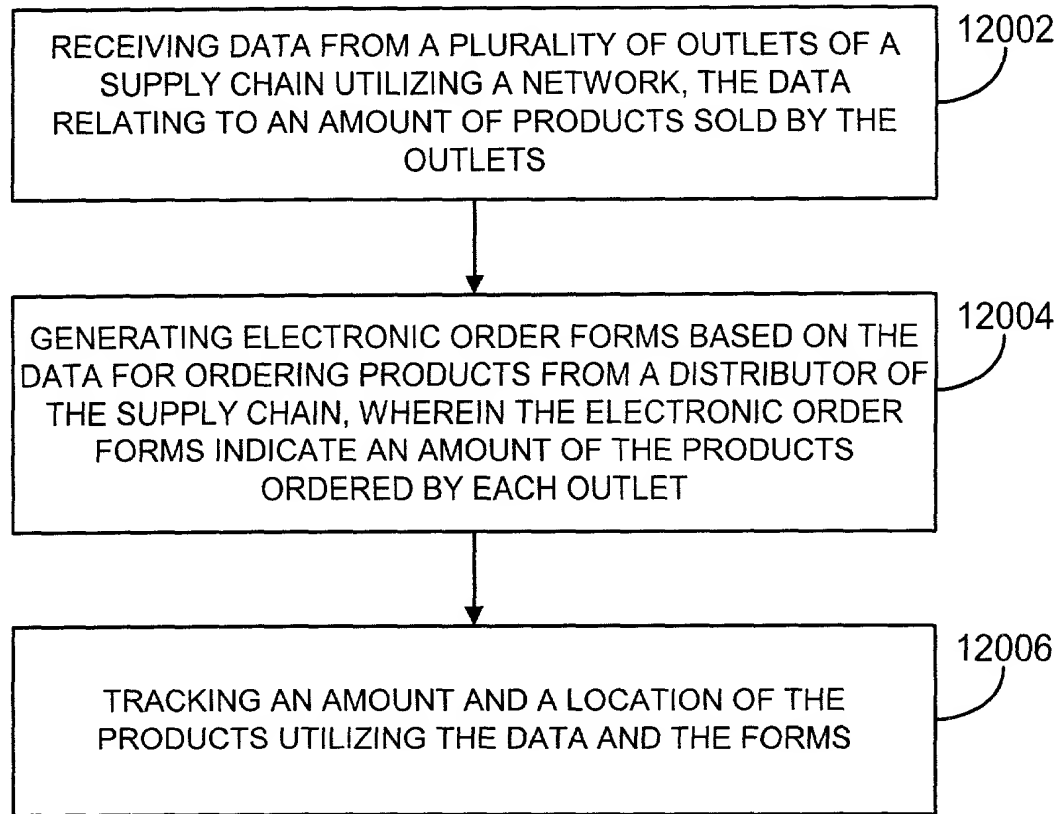 RECEIVING DATA FROM A PLURALITY OF OUTLETS OF A
SUPPLY CHAIN UTILIZING A NETWORK, THE DATA
RELATING TO AN AMOUNT OF PRODUCTS SOLD BY THE
OUTLETS
12002
GENERATING ELECTRONIC ORDER FORMS BASED ON THE
DATA FOR ORDERING PRODUCTS FROM A DISTRIBUTOR OF
THE SUPPLY CHAIN, WHEREIN THE ELECTRONIC ORDER
FORMS INDICATE AN AMOUNT OF THE PRODUCTS
ORDERED BY EACH OUTLET
12004
TRACKING AN AMOUNT AND A LOCATION OF THE
PRODUCTS UTILIZING THE DATA AND THE FORMS
12006